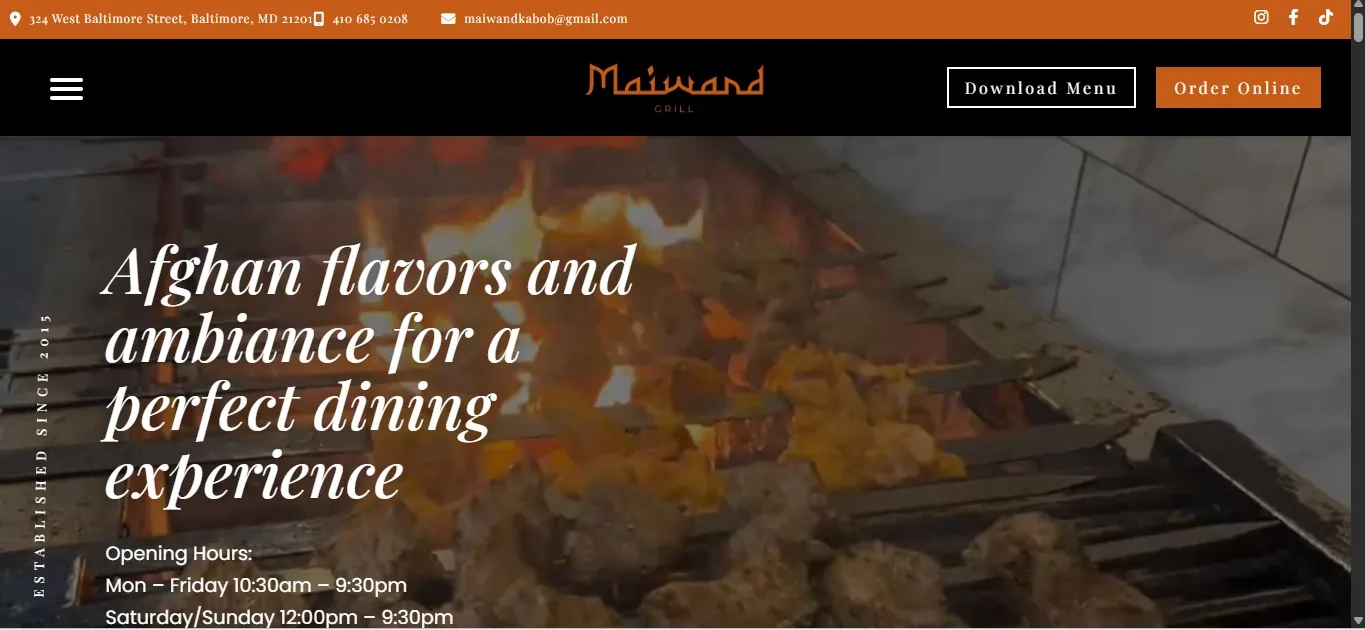 324 West Baltimore Street, Baltimore, MD 21201 410 685 0208 maiwandkabob@gmail.com
Maiwand
GRILL
Download Menu
Order Online
Afghan flavors and
ambiance for a
perfect dining
experience
ESTABLISHED SINCE 2015
Opening Hours:
Mon – Friday 10:30am – 9:30pm
Saturday/Sunday 12:00pm – 9:30pm